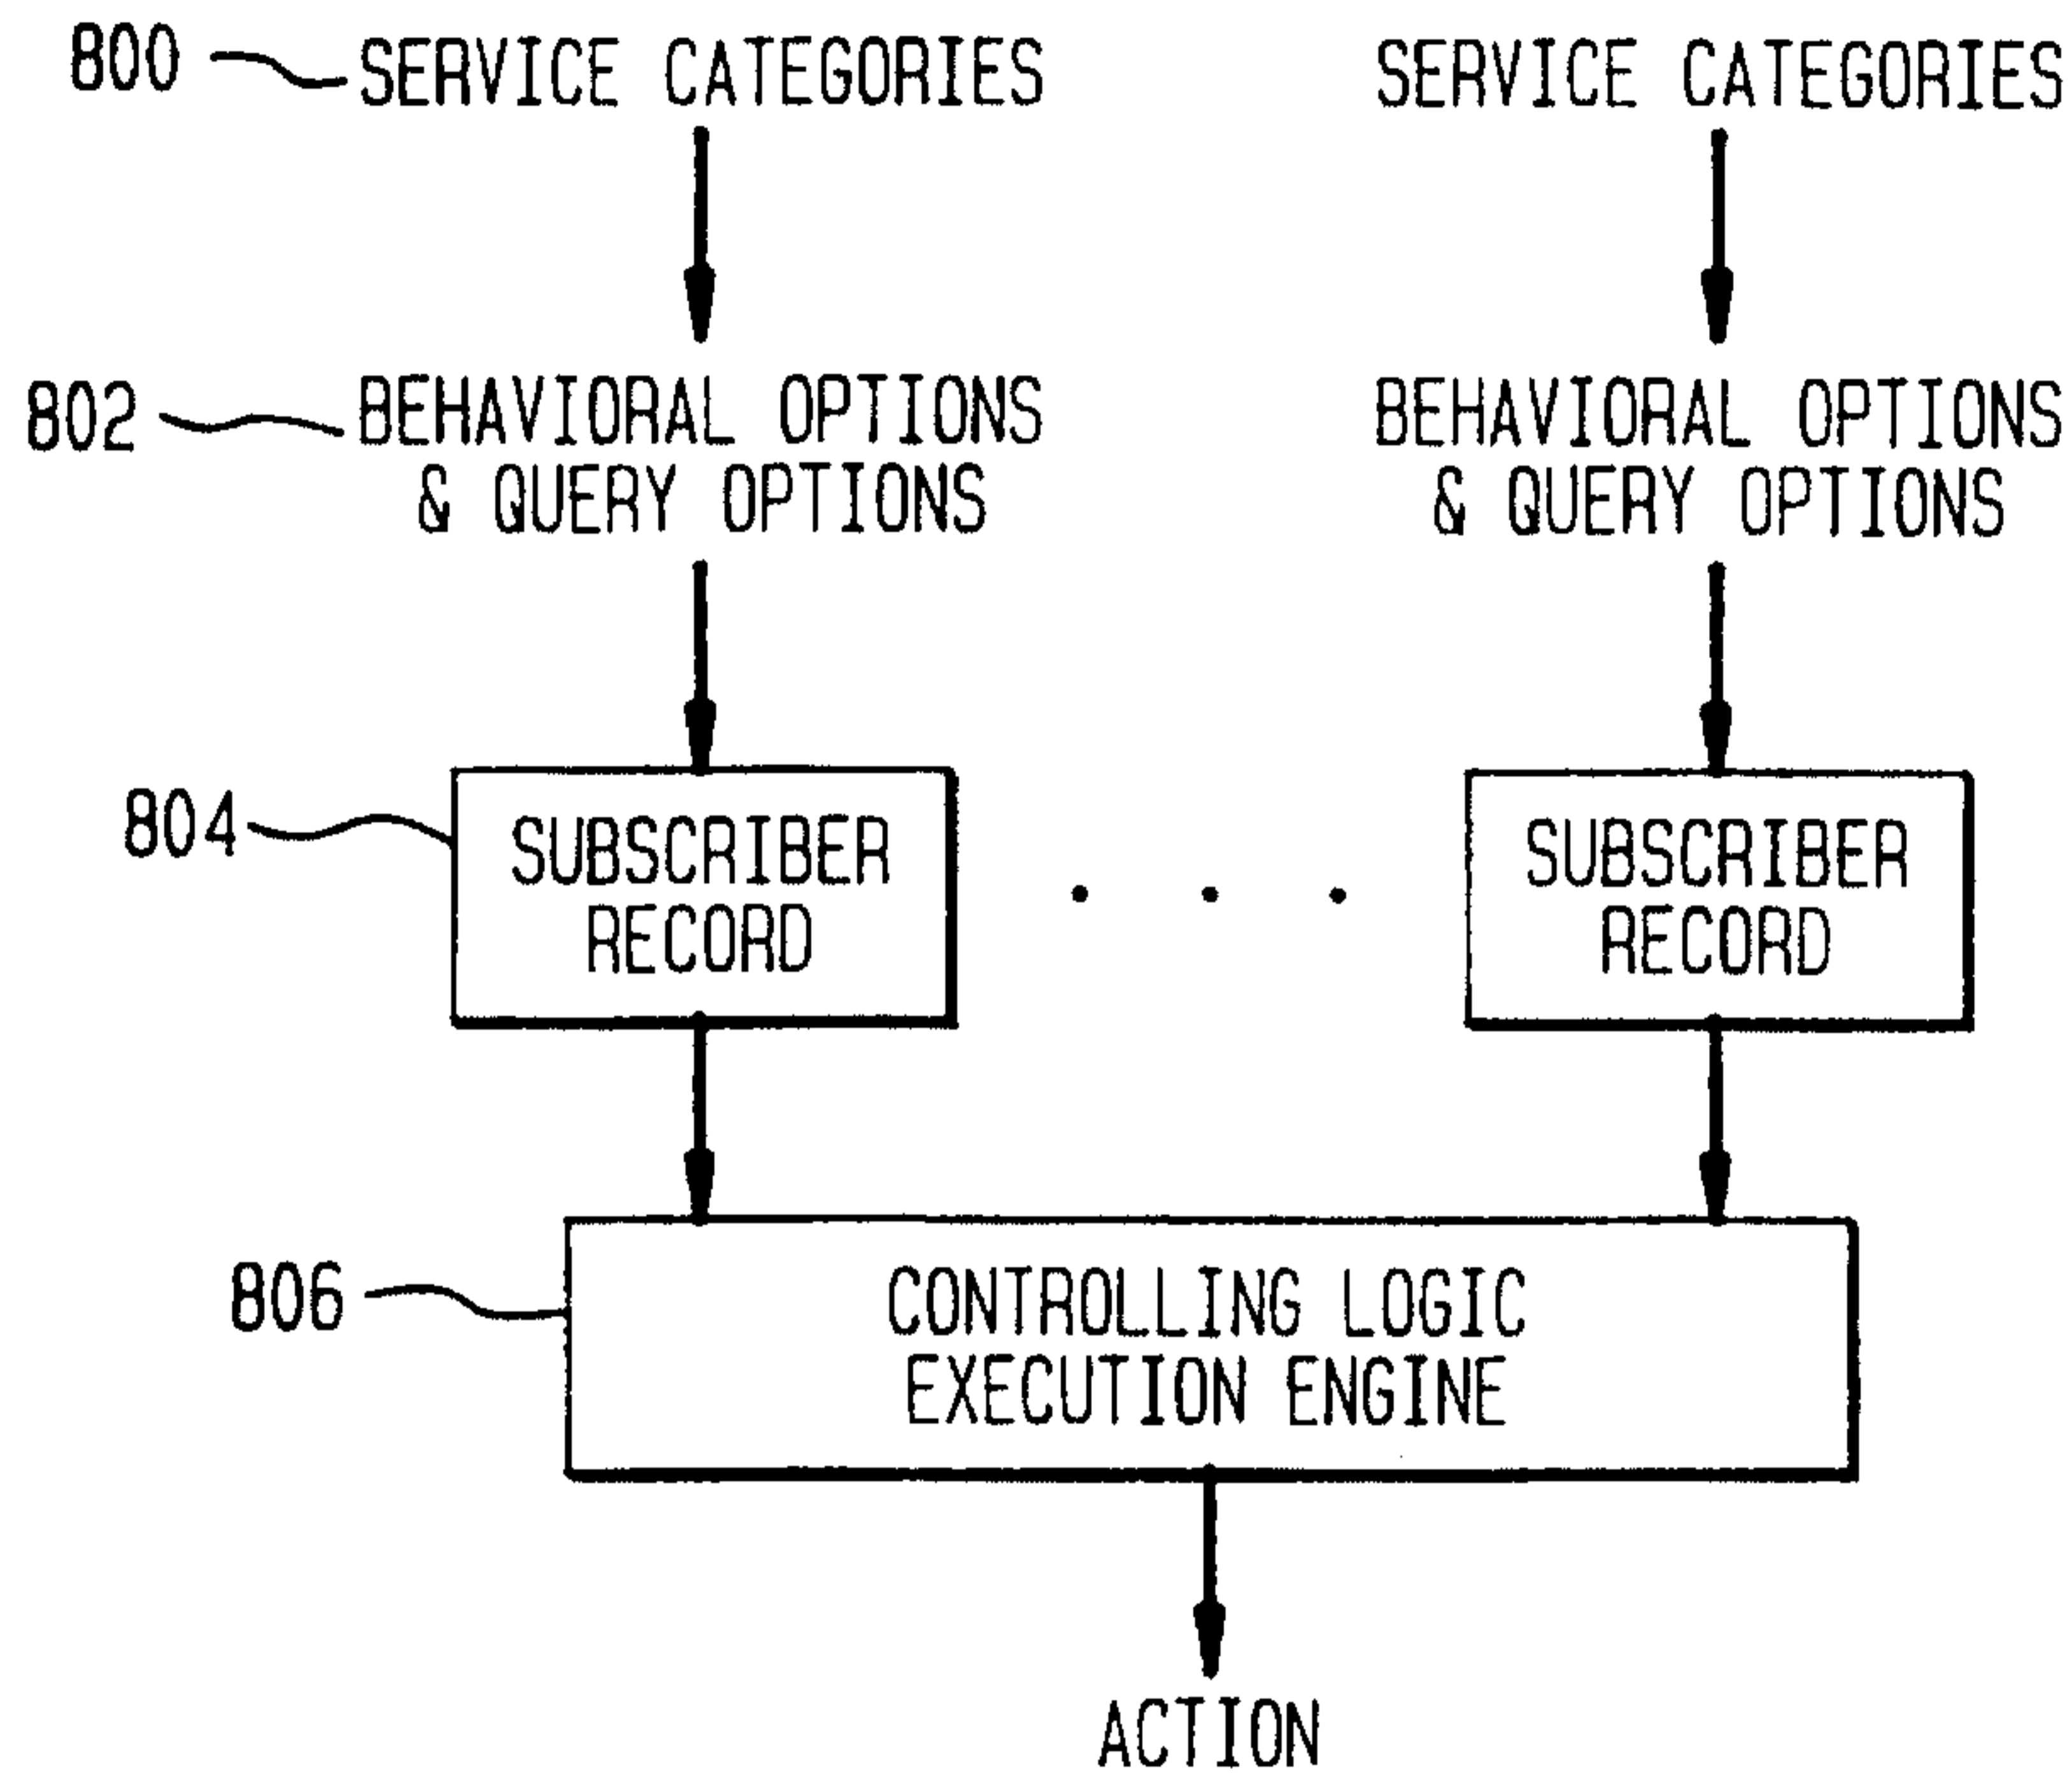 800 SERVICE CATEGORIES SERVICE CATEGORIES
802 BEHAVIORAL OPTIONS BEHAVIORAL OPTIONS
& QUERY OPTIONS & QUERY OPTIONS
804 SUBSCRIBER SUBSCRIBER
RECORD RECORD
806 CONTROLLING LOGIC
EXECUTION ENGINE
ACTION